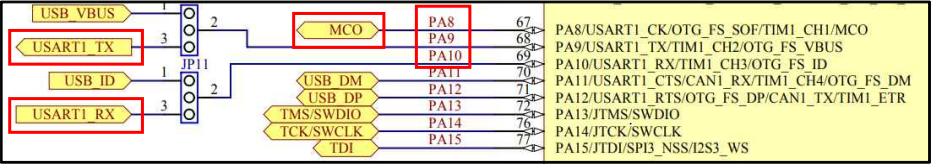 USB_VBUS 1 2 MCO PA8 67 PA8/USART1_CK/OTG_FS_SOF/TIM1_CH1/MCO
USART1_TX 3 PA9 68 PA9/USART1_TX/TIM1_CH2/OTG_FS_VBUS
JP11 PA10 69 PA10/USART1_RX/TIM1_CH3/OTG_FS_ID
USB_ID 1 2 USB_DM PA11 70 PA11/USART1_CTS/CAN1_RX/TIM1_CH4/OTG_FS_DM
USB_DP PA12 71 PA12/USART1_RTS/OTG_FS_DP/CAN1_TX/TIM1_ETR
USART1_RX 3 TMS/SWDIO PA13 72 PA13/JTMS/SWDIO
TCK/SWCLK PA14 76 PA14/JTCK/SWCLK
TDI PA15 77 PA15/JTDI/SPI3_NSS/I2S3_WS